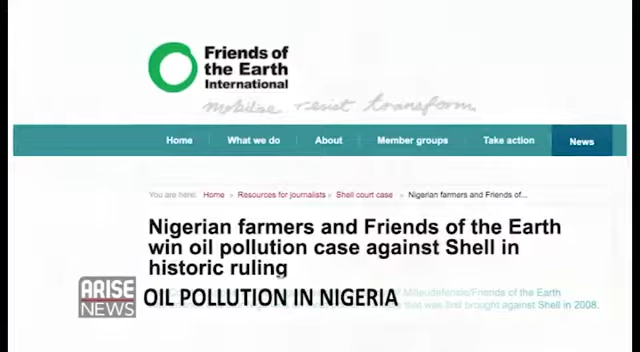 Friends of
the Earth
International
mobilise resist transform
Home What we do About Member groups Take action News
You are here: Home » Resources for journalists » Shell court case » Nigerian farmers and Friends of...
Nigerian farmers and Friends of the Earth
win oil pollution case against Shell in
historic ruling
of Milieudefensie/Friends of the Earth
that was first brought against Shell in 2008.
ARISE
NEWS
OIL POLLUTION IN NIGERIA